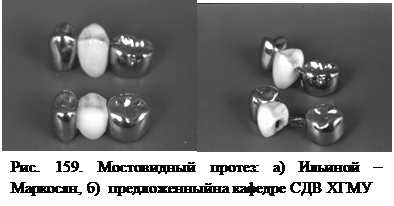 Рис. 159. Мостовидный протез: а) Ильиной –
Маркосян, б) предложенныйна кафедре СДВ ХГМУ